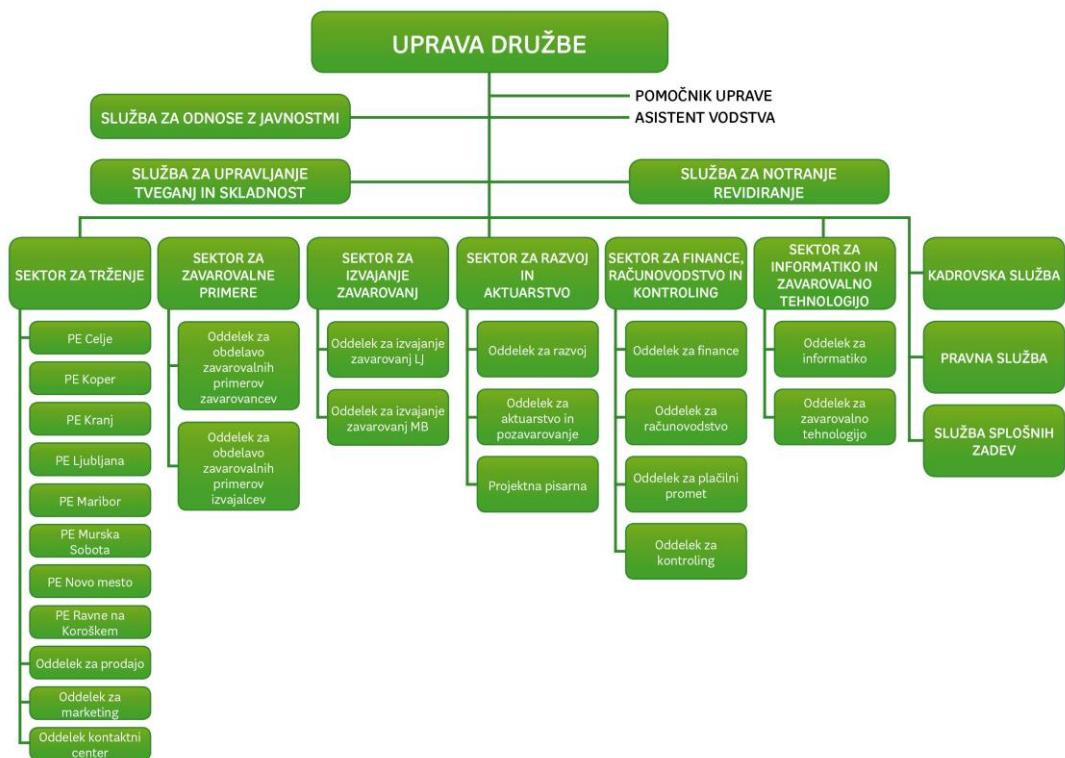 UPRAVA DRUŽBE
POMOČNIK UPRAVE
SLUŽBA ZA ODNOSE Z JAVNOSTMI
ASISTENT VODSTVA
SLUŽBA ZA UPRAVLJANJE
TVEGANJ IN SKLADNOST
SLUŽBA ZA NOTRANJE
REVIDIRANJE
SEKTOR ZA TRŽENJE
PE Celje
PE Koper
PE Kranj
PE Ljubljana
PE Maribor
PE Murska
Sobota
PE Novo mesto
PE Ravne na
Koroškem
Oddelek za prodajo
Oddelek za
marketing
Oddelek kontaktni
center
SEKTOR ZA
ZAVAROVALNE
PRIMERE
Oddelek za
obdelavo
zavarovalnih
primerov
zavarovancev
Oddelek za
obdelavo
zavarovalnih
primerov
izvajalcev
SEKTOR ZA
IZVAJANJE
ZAVAROVANJ
Oddelek za izvajanje
zavarovanj LJ
Oddelek za izvajanje
zavarovanj MB
SEKTOR ZA RAZVOJ
IN
AKTUARSTVO
Oddelek za razvoj
Oddelek za
aktuarstvo in
pozavarovanje
Projektna pisarna
SEKTOR ZA FINANCE,
RAČUNOVODSTVO IN
KONTROLING
Oddelek za finance
Oddelek za
računovodstvo
Oddelek za plačilni
promet
Oddelek za
kontroling
SEKTOR ZA
INFORMATIKO IN
ZAVAROVALNO
TEHNOLOGIJO
Oddelek za
informatiko
Oddelek za
zavarovalno
tehnologijo
KADROVSKA SLUŽBA
PRAVNA SLUŽBA
SLUŽBA SPLOŠNIH
ZADEV